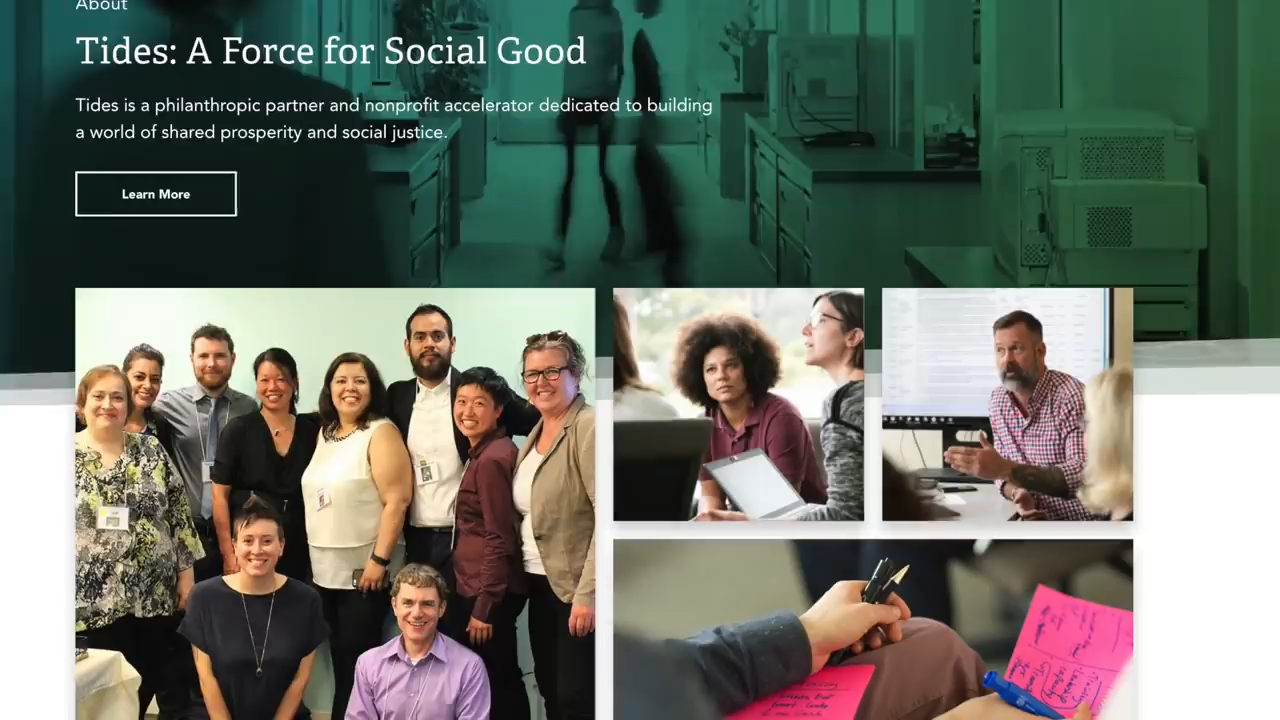 About
Tides: A Force for Social Good
Tides is a philanthropic partner and nonprofit accelerator dedicated to building
a world of shared prosperity and social justice.
Learn More